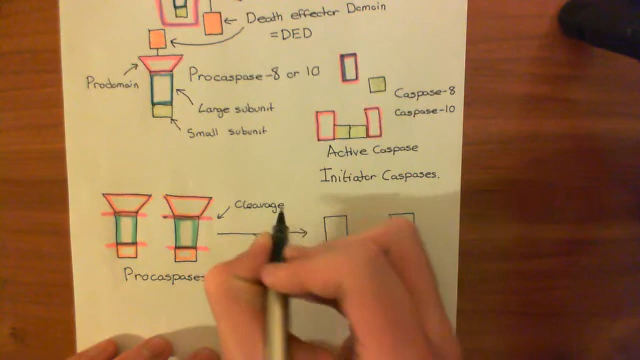 Death effector Domain
= DED
Prodomain
Procaspase-8 or 10
Large subunit
Small subunit
Caspase-8
Caspase-10
Active Caspase
Initiator Caspases.
Cleavage
Procaspase-